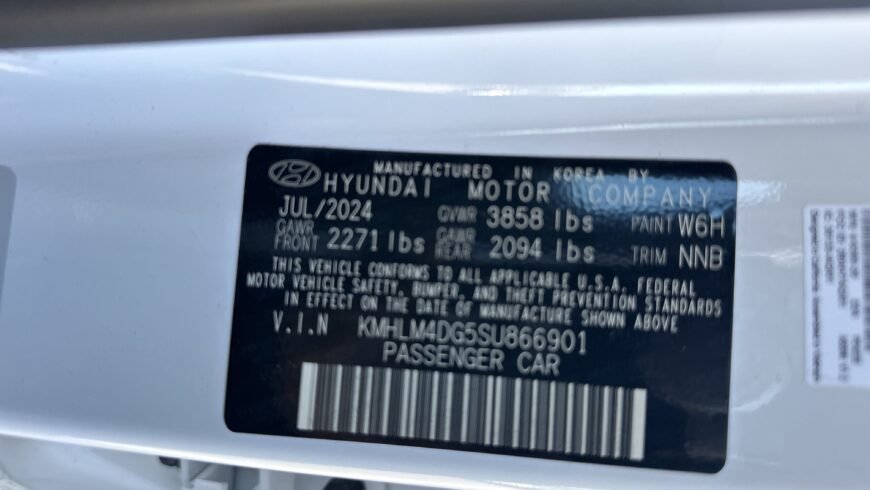 MANUFACTURED IN KOREA BY
HYUNDAI MOTOR COMPANY
JUL/2024 GVWR 3858 lbs PAINT W6H
GAWR FRONT 2271 lbs GAWR REAR 2094 lbs TRIM NNB
THIS VEHICLE CONFORMS TO ALL APPLICABLE U.S.A. FEDERAL
MOTOR VEHICLE SAFETY, BUMPER, AND THEFT PREVENTION STANDARDS
IN EFFECT ON THE DATE OF MANUFACTURE SHOWN ABOVE
V.I.N KMHLM4DG5SU866901
PASSENGER CAR